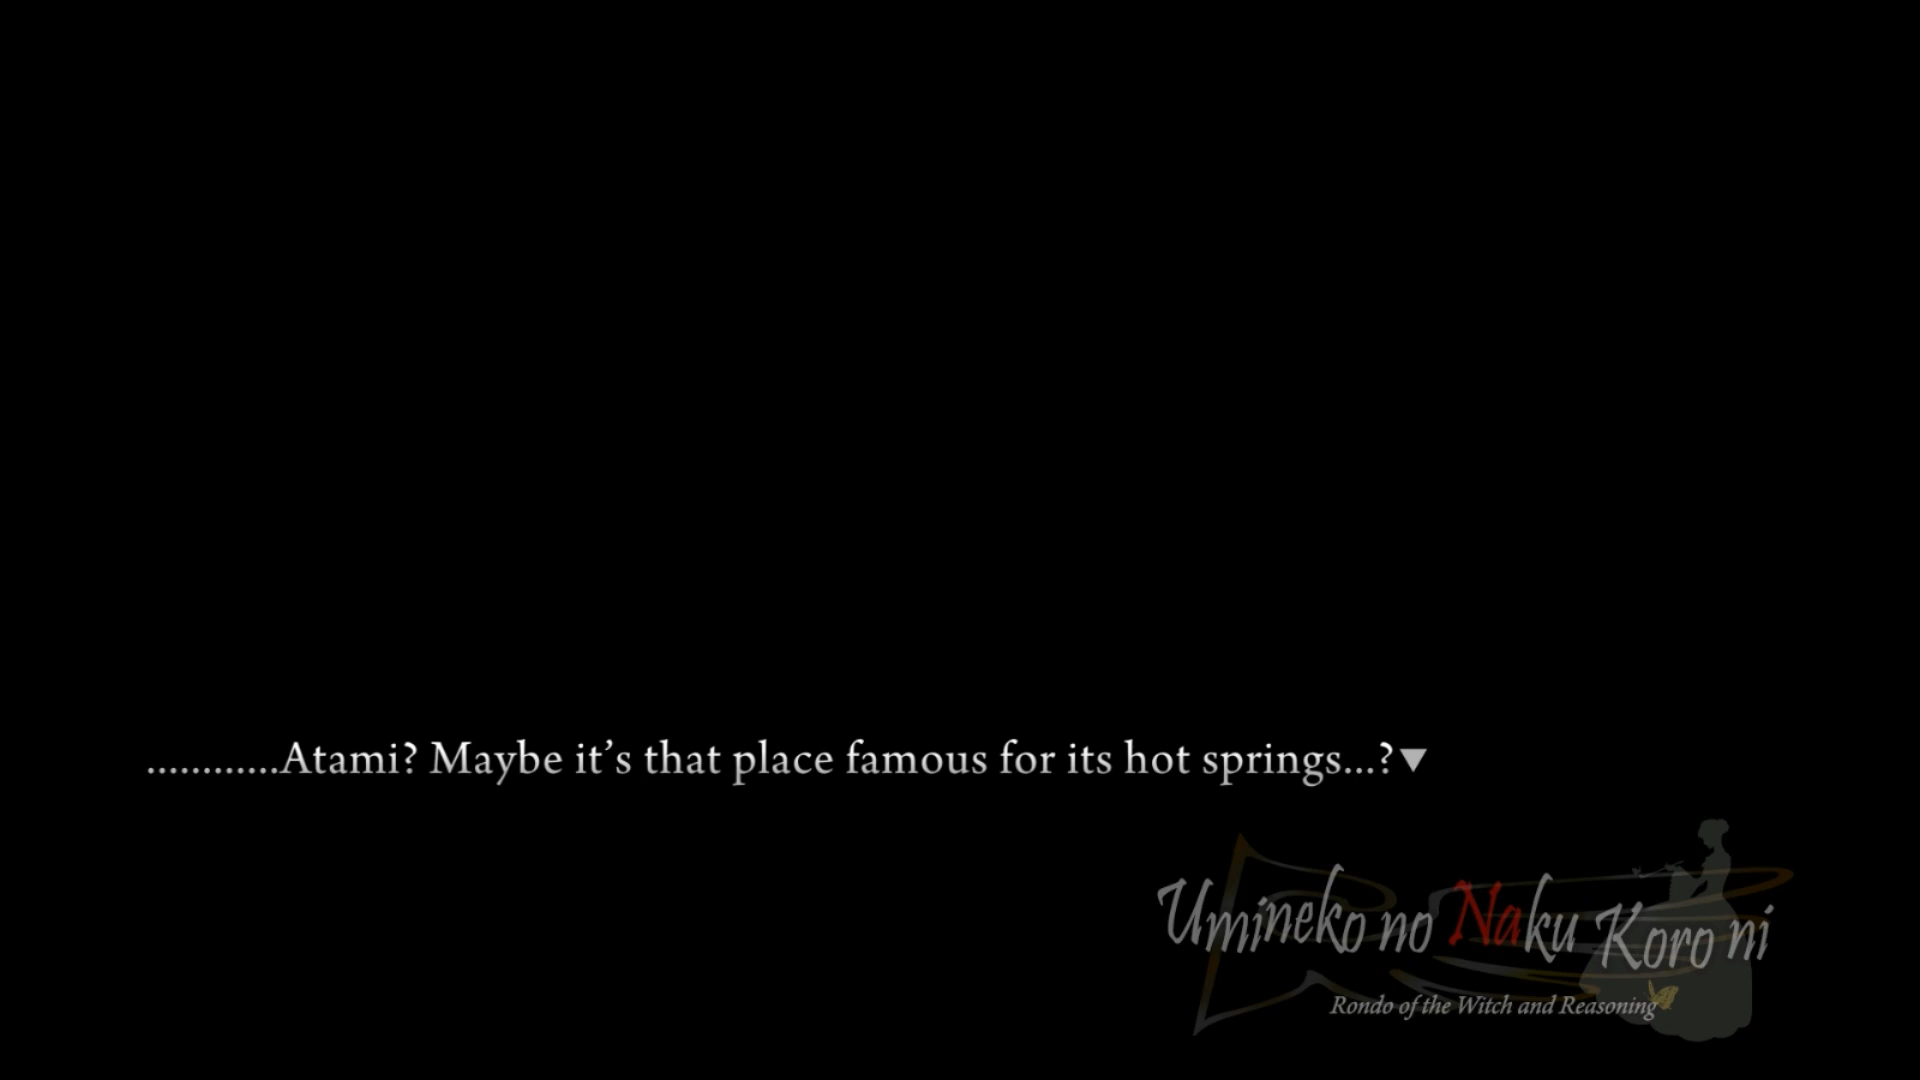 ............Atami? Maybe it’s that place famous for its hot springs...?▼
Umineko no Naku Koro ni
Rondo of the Witch and Reasoning